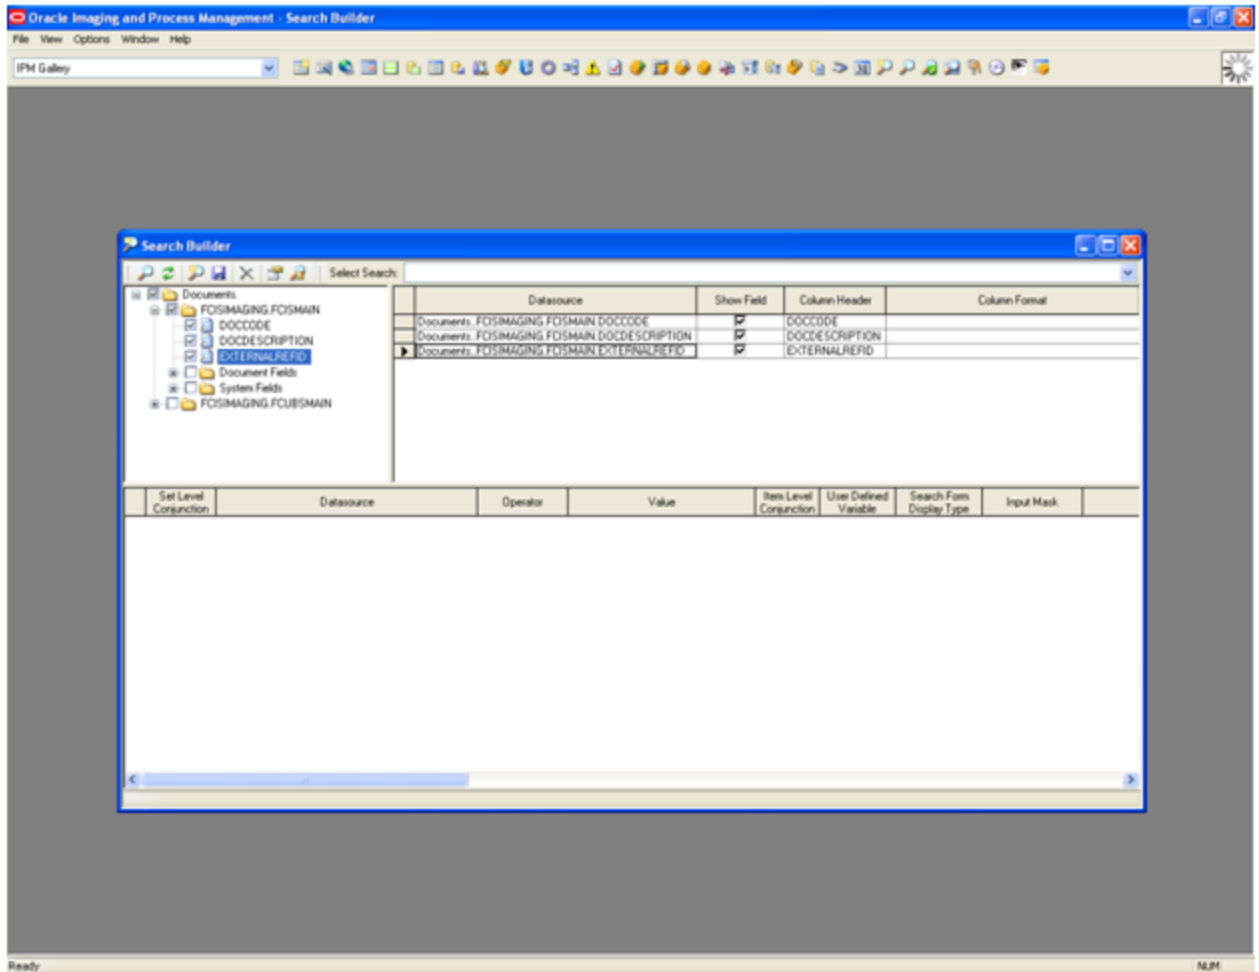 Oracle Imaging and Process Management - Search Builder
File View Options Window Help
IPM Gallery
Search Builder
Select Search:
Documents.
FCISIMAGING.FCISMAIN
DOCCODE
DOCDESCRIPTION
EXTERNALREFID
Document Fields
System Fields
FCISIMAGING.FCUBSMAIN
Datasource Show Field Column Header Column Format
Documents..FCISIMAGING.FCISMAIN.DOCCODE DOCCODE
Documents..FCISIMAGING.FCISMAIN.DOCDESCRIPTION DOCDESCRIPTION
Documents..FCISIMAGING.FCISMAIN.EXTERNALREFID EXTERNALREFID
Set Level Conjunction Datasource Operator Value Item Level Conjunction User Defined Variable Search Form Display Type Input Mask
Ready NUM